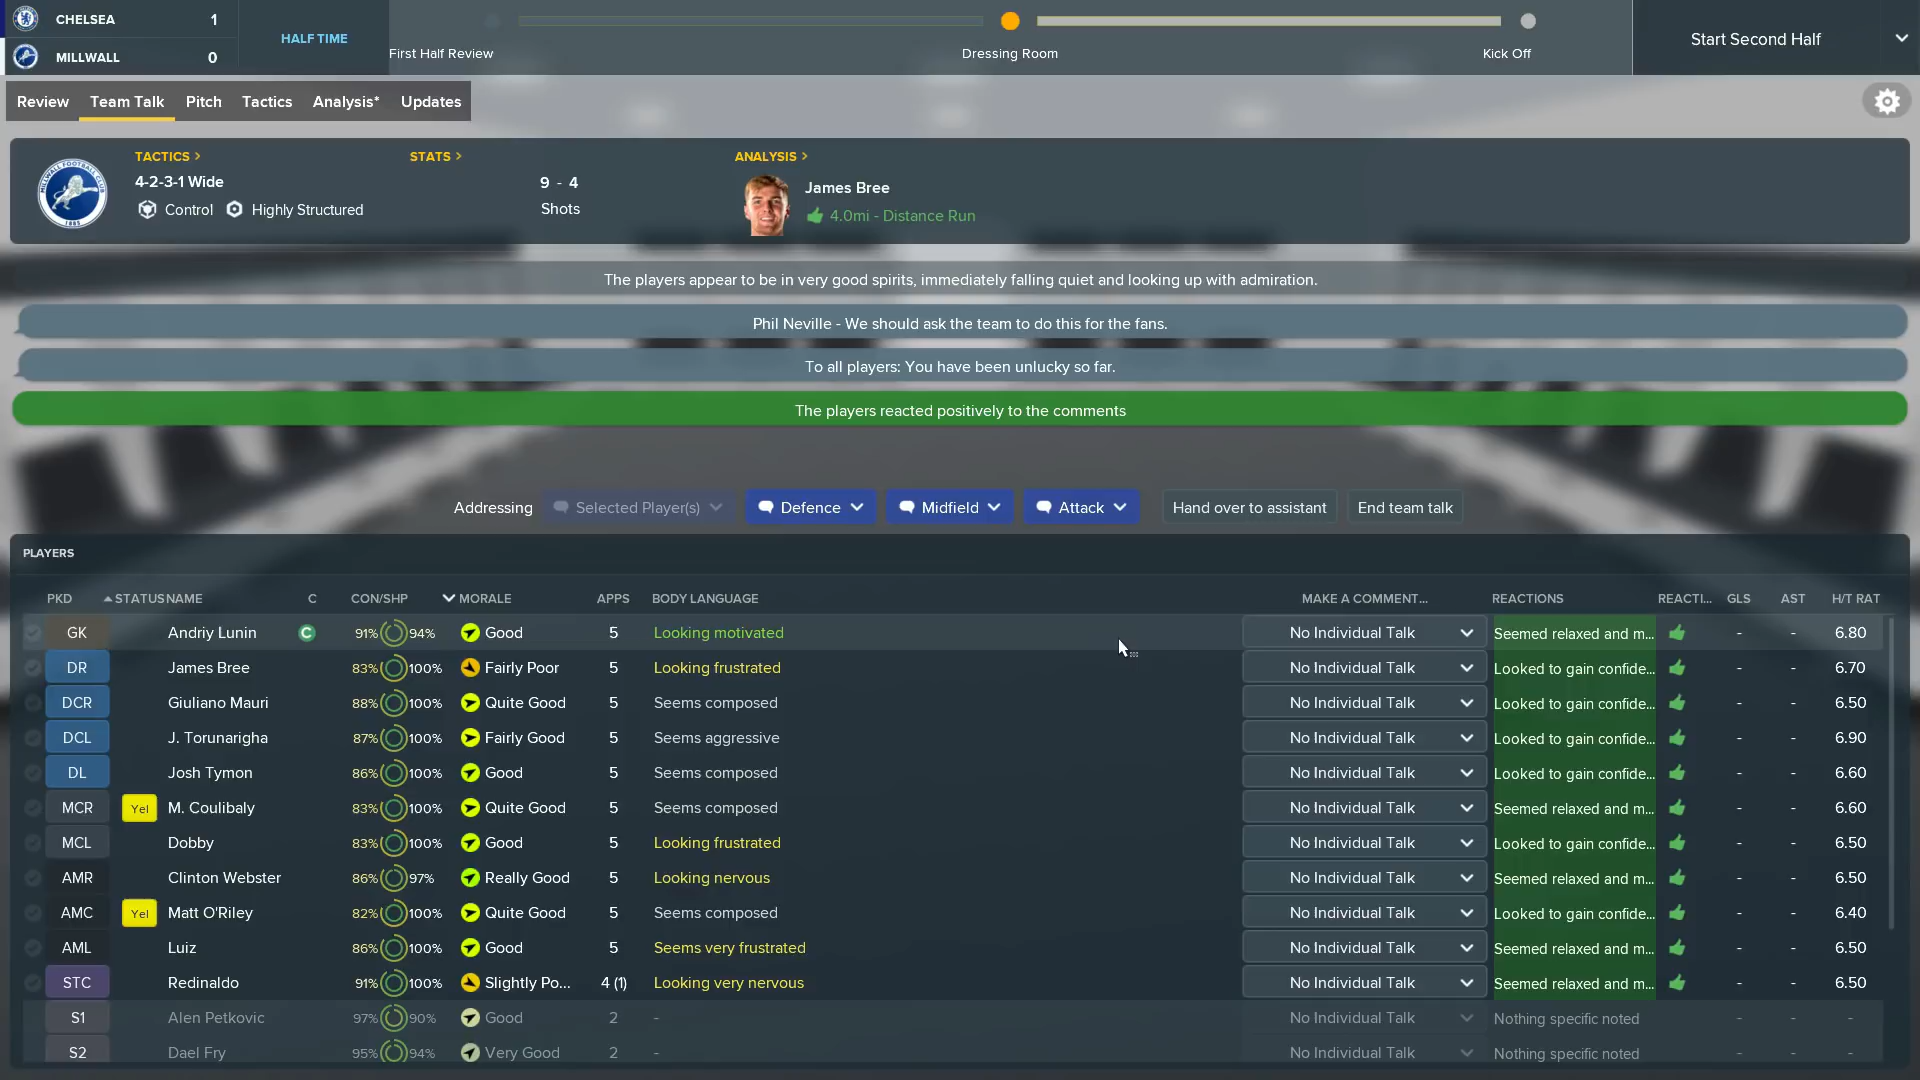 CHELSEA 1
MILLWALL 0
HALF TIME
First Half Review
Dressing Room
Kick Off
Start Second Half
Review Team Talk Pitch Tactics Analysis* Updates
TACTICS >
4-2-3-1 Wide
Control Highly Structured
STATS >
9 - 4
Shots
ANALYSIS >
James Bree
4.0mi - Distance Run
The players appear to be in very good spirits, immediately falling quiet and looking up with admiration.
Phil Neville - We should ask the team to do this for the fans.
To all players: You have been unlucky so far.
The players reacted positively to the comments
Addressing Selected Player(s) Defence Midfield Attack Hand over to assistant End team talk
PLAYERS
PKD STATUS NAME C CON/SHP MORALE APPS BODY LANGUAGE MAKE A COMMENT... REACTIONS REACTI... GLS AST H/T RAT
GK Andriy Lunin C 91% 94% Good 5 Looking motivated No Individual Talk Seemed relaxed and m... - - 6.80
DR James Bree 83% 100% Fairly Poor 5 Looking frustrated No Individual Talk Looked to gain confide... - - 6.70
DCR Giuliano Mauri 88% 100% Quite Good 5 Seems composed No Individual Talk Looked to gain confide... - - 6.50
DCL J. Torunarigha 87% 100% Fairly Good 5 Seems aggressive No Individual Talk Looked to gain confide... - - 6.90
DL Josh Tymon 86% 100% Good 5 Seems composed No Individual Talk Looked to gain confide... - - 6.60
MCR Yel M. Coulibaly 83% 100% Quite Good 5 Seems composed No Individual Talk Seemed relaxed and m... - - 6.60
MCL Dobby 83% 100% Good 5 Looking frustrated No Individual Talk Looked to gain confide... - - 6.50
AMR Clinton Webster 86% 97% Really Good 5 Looking nervous No Individual Talk Seemed relaxed and m... - - 6.50
AMC Yel Matt O'Riley 82% 100% Quite Good 5 Seems composed No Individual Talk Looked to gain confide... - - 6.40
AML Luiz 86% 100% Good 5 Seems very frustrated No Individual Talk Seemed relaxed and m... - - 6.50
STC Redinaldo 91% 100% Slightly Po... 4 (1) Looking very nervous No Individual Talk Seemed relaxed and m... - - 6.50
S1 Alen Petkovic 97% 90% Good 2 - No Individual Talk Nothing specific noted - - -
S2 Dael Fry 95% 94% Very Good 2 - No Individual Talk Nothing specific noted - - -